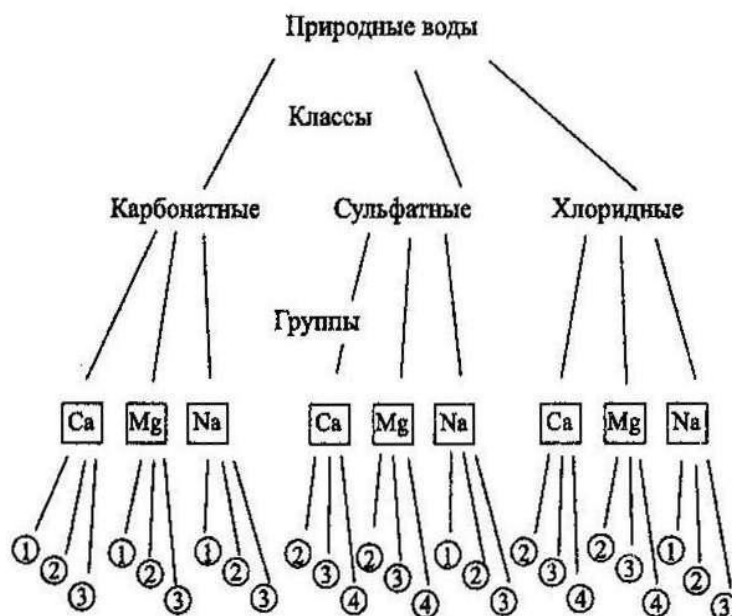 Природные воды
Классы
Карбонатные Сульфатные Хлоридные
Группы
Ca Mg Na Ca Mg Na Ca Mg Na
1 2 3 1 2 3 1 2 3 2 3 4 2 3 4 1 2 3 2 3 4 2 3 4 1 2 3